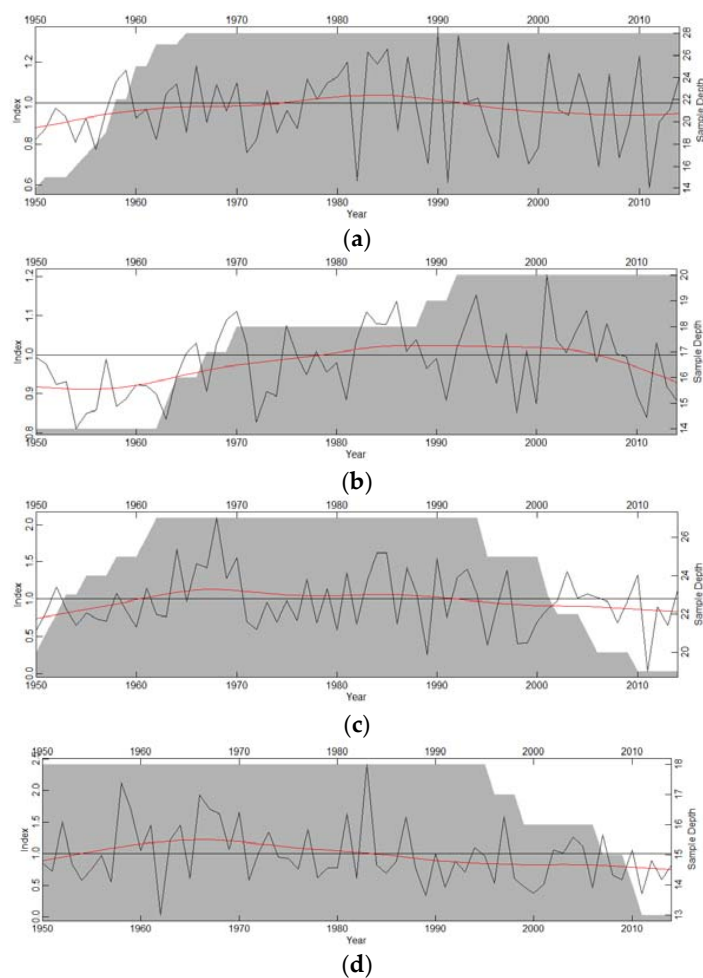 1950 1960 1970 1980 1990 2000 2010
Index
0.6 0.8 1.0 1.2
14 16 18 19 20 22 24 26 28
Sample Depth
1950 1960 1970 1980 1990 2000 2010
Year
(a)
1950 1960 1970 1980 1990 2000 2010
Index
0.8 0.9 1.0 1.1 1.2
14 15 16 17 18 19 20
Sample Depth
1950 1960 1970 1980 1990 2000 2010
Year
(b)
1950 1960 1970 1980 1990 2000 2010
Index
0.0 0.5 1.0 1.5 2.0
20 22 24 26
Sample Depth
1950 1960 1970 1980 1990 2000 2010
Year
(c)
1950 1960 1970 1980 1990 2000 2010
Index
0.0 0.5 1.0 1.5 2.0 2.5
13 14 15 16 17 18
Sample Depth
1950 1960 1970 1980 1990 2000 2010
Year
(d)